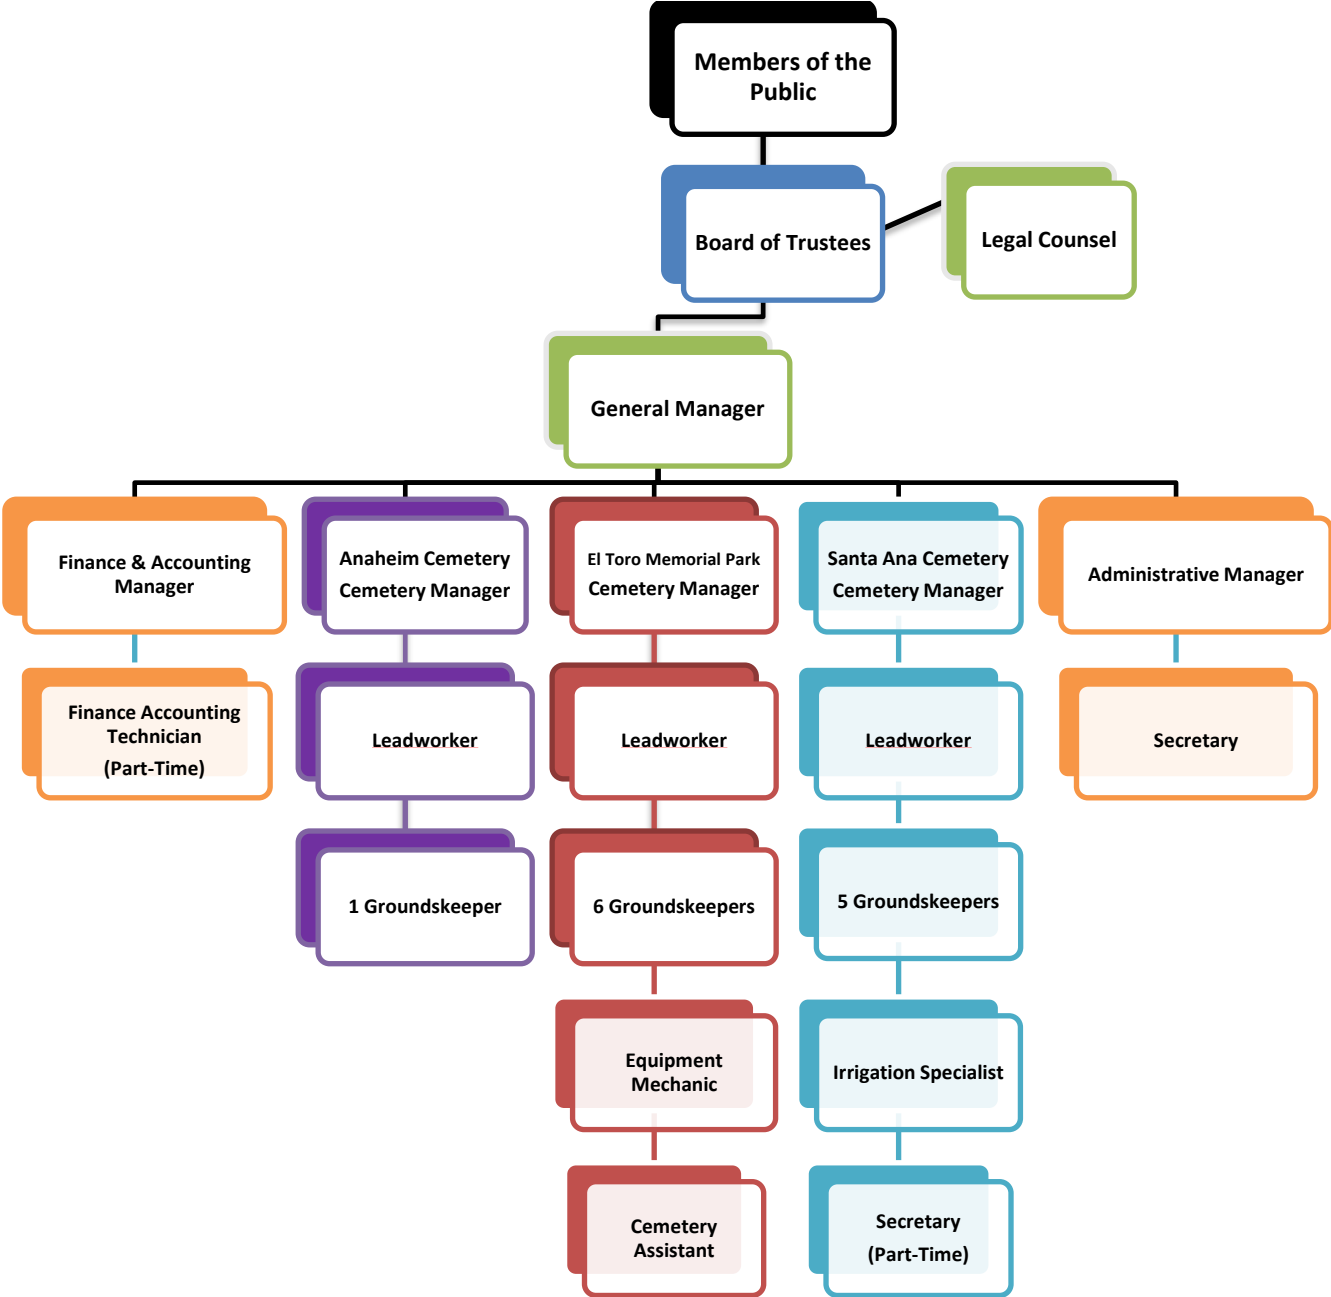 Members of the
Public
Board of Trustees
Legal Counsel
General Manager
Finance & Accounting
Manager
Anaheim Cemetery
Cemetery Manager
El Toro Memorial Park
Cemetery Manager
Santa Ana Cemetery
Cemetery Manager
Administrative Manager
Finance Accounting
Technician
(Part-Time)
Leadworker
Leadworker
Leadworker
Secretary
1 Groundskeeper
6 Groundskeepers
5 Groundskeepers
Equipment
Mechanic
Irrigation Specialist
Cemetery
Assistant
Secretary
(Part-Time)